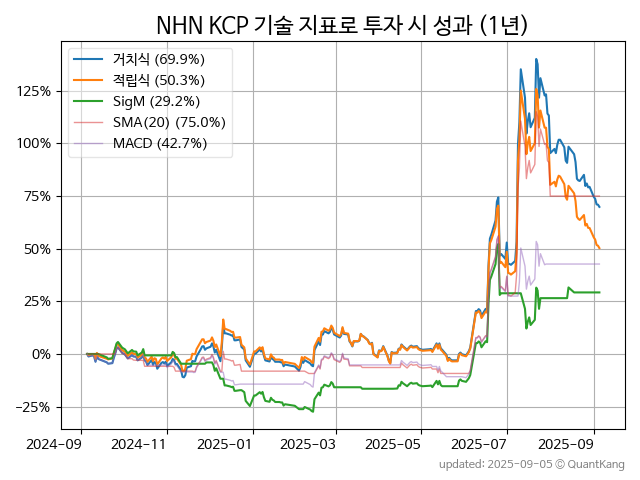 NHN KCP 기술 지표로 투자 시 성과 (1년)
거치식 (69.9%)
적립식 (50.3%)
SigM (29.2%)
SMA(20) (75.0%)
MACD (42.7%)
125%
100%
75%
50%
25%
0%
−25%
2024-09 2024-11 2025-01 2025-03 2025-05 2025-07 2025-09
updated: 2025-09-05 © QuantKang